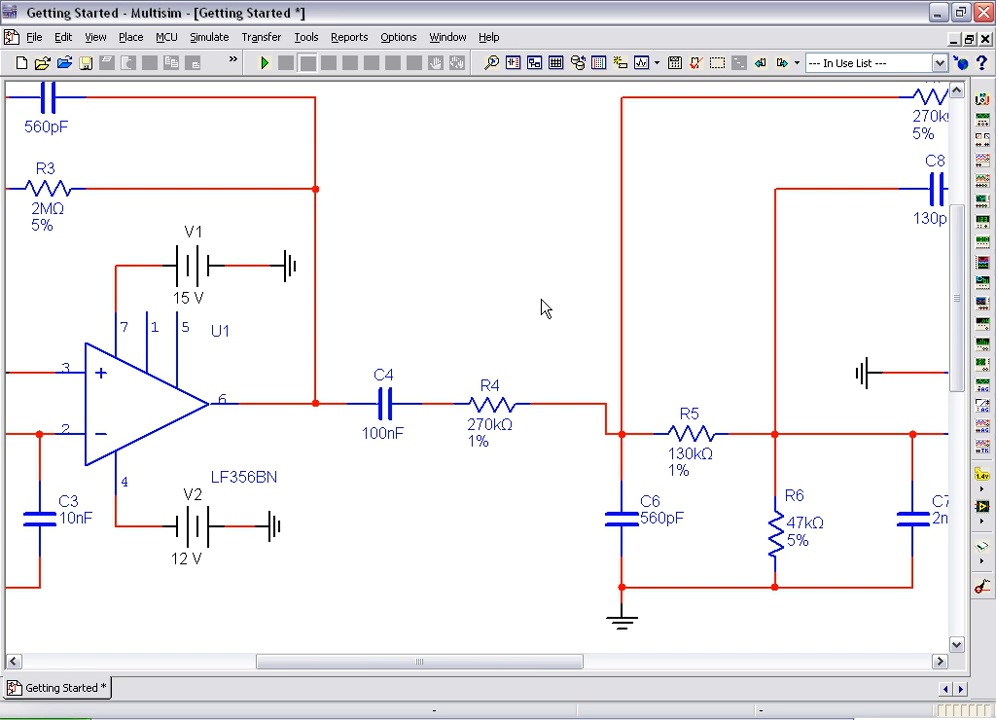 Getting Started - Multisim - [Getting Started *]
File Edit View Place MCU Simulate Transfer Tools Reports Options Window Help
» --- In Use List --- ?
560pF
270k
5%
R3
2MΩ
5%
C8
130p
V1
15 V
7 1 5 U1
3
+
6
2
−
4
C4
100nF
R4
270kΩ
1%
R5
130kΩ
1%
LF356BN
V2
12 V
C3
10nF
C6
560pF
R6
47kΩ
5%
C7
2n
Getting Started *
- -